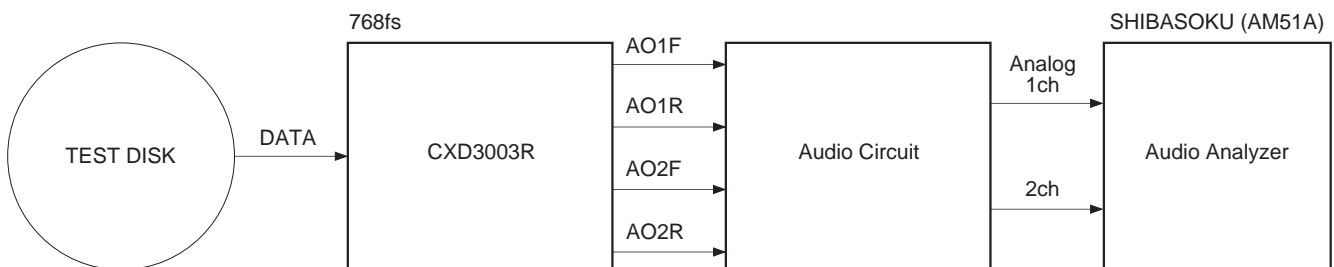 768fs
SHIBASOKU (AM51A)
TEST DISK
DATA
CXD3003R
AO1F
AO1R
AO2F
AO2R
Audio Circuit
Analog
1ch
2ch
Audio Analyzer